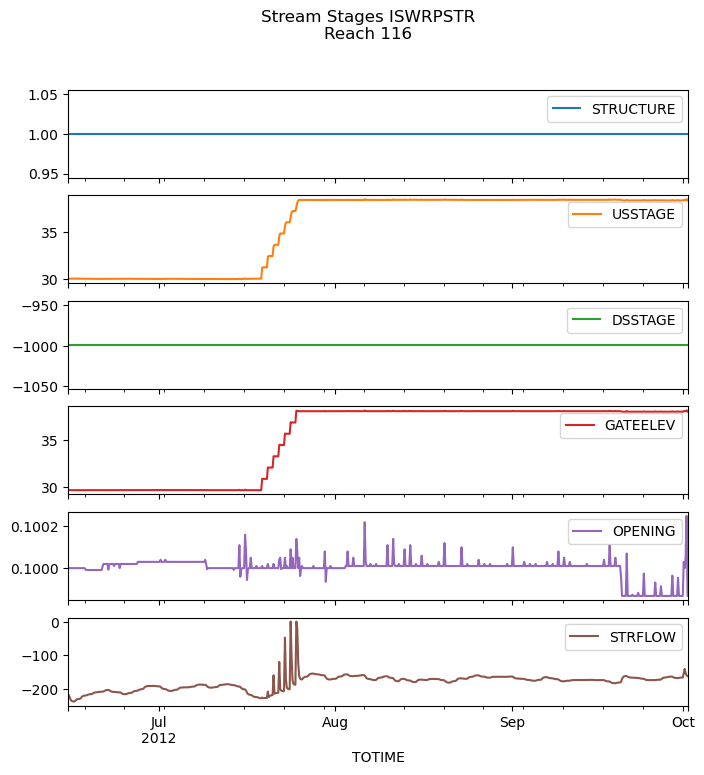 Stream Stages ISWRPSTR
Reach 116
1.05
1.00
0.95
STRUCTURE
35
30
USSTAGE
−950
−1000
−1050
DSSTAGE
35
30
GATEELEV
0.1002
0.1000
OPENING
0
−100
−200
STRFLOW
Jul
2012
Aug
Sep
Oct
TOTIME